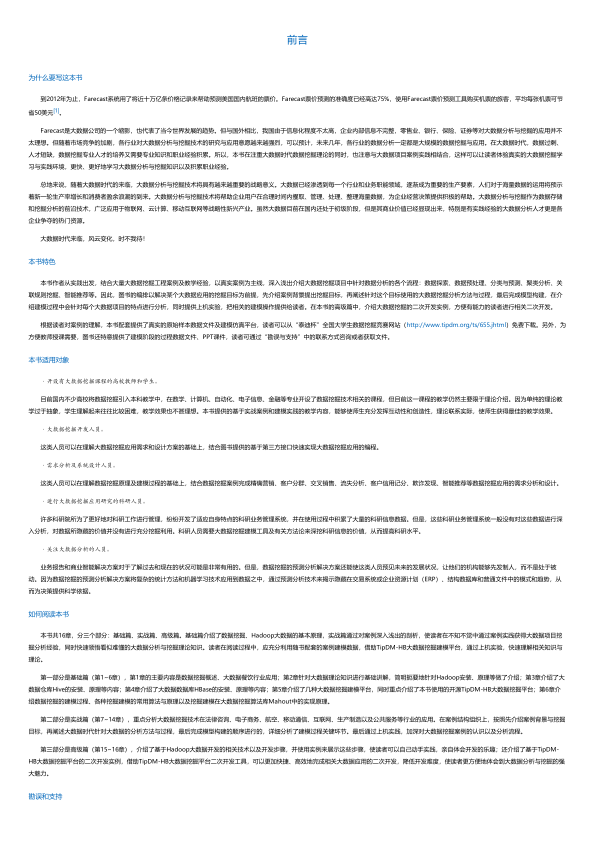 前言
为什么要写这本书
到2012年为止，Farecast系统用了将近十万亿条价格记录来帮助预测美国国内航班的票价。Farecast票价预测的准确度已经高达75%，使用Farecast票价预测工具购买机票的旅客，平均每张机票可节
省50美元[1]。
Farecast是大数据公司的一个缩影，也代表了当今世界发展的趋势。但与国外相比，我国由于信息化程度不太高，企业内部信息不完整，零售业、银行、保险、证券等对大数据分析与挖掘的应用并不
太理想。但随着市场竞争的加剧，各行业对大数据分析与挖掘技术的研究与应用意愿越来越强烈，可以预计，未来几年，各行业的数据分析一定都是大规模的数据挖掘与应用。在大数据时代，数据过剩、
人才短缺，数据挖掘专业人才的培养又需要专业知识和职业经验积累。所以，本书在注重大数据时代数据挖掘理论的同时，也注意与大数据项目案例实践相结合，这样可以让读者体验真实的大数据挖掘学
习与实践环境，更快、更好地学习大数据分析与挖掘知识以及积累职业经验。
总地来说，随着大数据时代的来临，大数据分析与挖掘技术将具有越来越重要的战略意义。大数据已经渗透到每一个行业和业务职能领域，逐渐成为重要的生产要素，人们对于海量数据的运用将预示
着新一轮生产率增长和消费者盈余浪潮的到来。大数据分析与挖掘技术将帮助企业用户在合理时间内攫取、管理、处理、整理海量数据，为企业经营决策提供积极的帮助。大数据分析与挖掘作为数据存储
和挖掘分析的前沿技术，广泛应用于物联网、云计算、移动互联网等战略性新兴产业。虽然大数据目前在国内还处于初级阶段，但是其商业价值已经显现出来，特别是有实践经验的大数据分析人才更是各
企业争夺的热门资源。
大数据时代来临，风云变化，时不我待！
本书特色
本书作者从实践出发，结合大量大数据挖掘工程案例及教学经验，以真实案例为主线，深入浅出介绍大数据挖掘项目中针对数据分析的各个流程：数据探索、数据预处理、分类与预测、聚类分析、关
联规则挖掘、智能推荐等。因此，图书的编排以解决某个大数据应用的挖掘目标为前提，先介绍案例背景提出挖掘目标，再阐述针对这个目标使用的大数据挖掘分析方法与过程，最后完成模型构建，在介
绍建模过程中会针对每个大数据项目的特点进行分析，同时提供上机实验，把相关的建模操作提供给读者。在本书的高级篇中，介绍大数据挖掘的二次开发实例，方便有能力的读者进行相关二次开发。
根据读者对案例的理解，本书配套提供了真实的原始样本数据文件及建模仿真平台，读者可以从“泰迪杯”全国大学生数据挖掘竞赛网站（http://www.tipdm.org/ts/655.jhtml）免费下载。另外，为
方便教师授课需要，图书还特意提供了建模阶段的过程数据文件、PPT课件，读者可通过“勘误与支持”中的联系方式咨询或者获取文件。
本书适用对象
·开设有大数据挖掘课程的高校教师和学生。
目前国内不少高校将数据挖掘引入本科教学中，在数学、计算机、自动化、电子信息、金融等专业开设了数据挖掘技术相关的课程，但目前这一课程的教学仍然主要限于理论介绍。因为单纯的理论教
学过于抽象，学生理解起来往往比较困难，教学效果也不甚理想。本书提供的基于实战案例和建模实践的教学内容，能够使师生充分发挥互动性和创造性，理论联系实际，使师生获得最佳的教学效果。
·大数据挖掘开发人员。
这类人员可以在理解大数据挖掘应用需求和设计方案的基础上，结合图书提供的基于第三方接口快速实现大数据挖掘应用的编程。
·需求分析及系统设计人员。
这类人员可以在理解数据挖掘原理及建模过程的基础上，结合数据挖掘案例完成精确营销、客户分群、交叉销售、流失分析、客户信用记分、欺诈发现、智能推荐等数据挖掘应用的需求分析和设计。
·进行大数据挖掘应用研究的科研人员。
许多科研院所为了更好地对科研工作进行管理，纷纷开发了适应自身特点的科研业务管理系统，并在使用过程中积累了大量的科研信息数据。但是，这些科研业务管理系统一般没有对这些数据进行深
入分析，对数据所隐藏的价值并没有进行充分挖掘利用。科研人员需要大数据挖掘建模工具及有关方法论来深挖科研信息的价值，从而提高科研水平。
·关注大数据分析的人员。
业务报告和商业智能解决方案对于了解过去和现在的状况可能是非常有用的。但是，数据挖掘的预测分析解决方案还能使这类人员预见未来的发展状况，让他们的机构能够先发制人，而不是处于被
动。因为数据挖掘的预测分析解决方案将复杂的统计方法和机器学习技术应用到数据之中，通过预测分析技术来揭示隐藏在交易系统或企业资源计划（ERP）、结构数据库和普通文件中的模式和趋势，从
而为决策提供科学依据。
如何阅读本书
本书共16章，分三个部分：基础篇、实战篇、高级篇。基础篇介绍了数据挖掘、Hadoop大数据的基本原理，实战篇通过对案例深入浅出的剖析，使读者在不知不觉中通过案例实践获得大数据项目挖
掘分析经验，同时快速领悟看似难懂的大数据分析与挖掘理论知识。读者在阅读过程中，应充分利用随书配套的案例建模数据，借助TipDM-HB大数据挖掘建模平台，通过上机实验，快速理解相关知识与
理论。
第一部分是基础篇（第1~6章），第1章的主要内容是数据挖掘概述、大数据餐饮行业应用；第2章针对大数据理论知识进行基础讲解，简明扼要地针对Hadoop安装、原理等做了介绍；第3章介绍了大
数据仓库Hive的安装、原理等内容；第4章介绍了大数据数据库HBase的安装、原理等内容；第5章介绍了几种大数据挖掘建模平台，同时重点介绍了本书使用的开源TipDM-HB大数据挖掘平台；第6章介
绍数据挖掘的建模过程，各种挖掘建模的常用算法与原理以及挖掘建模在大数据挖掘算法库Mahout中的实现原理。
第二部分是实战篇（第7~14章），重点分析大数据挖掘技术在法律咨询、电子商务、航空、移动通信、互联网、生产制造以及公共服务等行业的应用。在案例结构组织上，按照先介绍案例背景与挖掘
目标，再阐述大数据时代针对大数据的分析方法与过程，最后完成模型构建的顺序进行的，详细分析了建模过程关键环节。最后通过上机实践，加深对大数据挖掘案例的认识以及分析流程。
第三部分是高级篇（第15~16章），介绍了基于Hadoop大数据开发的相关技术以及开发步骤，并使用实例来展示这些步骤，使读者可以自己动手实践，亲自体会开发的乐趣；还介绍了基于TipDM-
HB大数据挖掘平台的二次开发实例，借助TipDM-HB大数据挖掘平台二次开发工具，可以更加快捷、高效地完成相关大数据应用的二次开发，降低开发难度，使读者更方便地体会到大数据分析与挖掘的强
大魅力。
勘误和支持